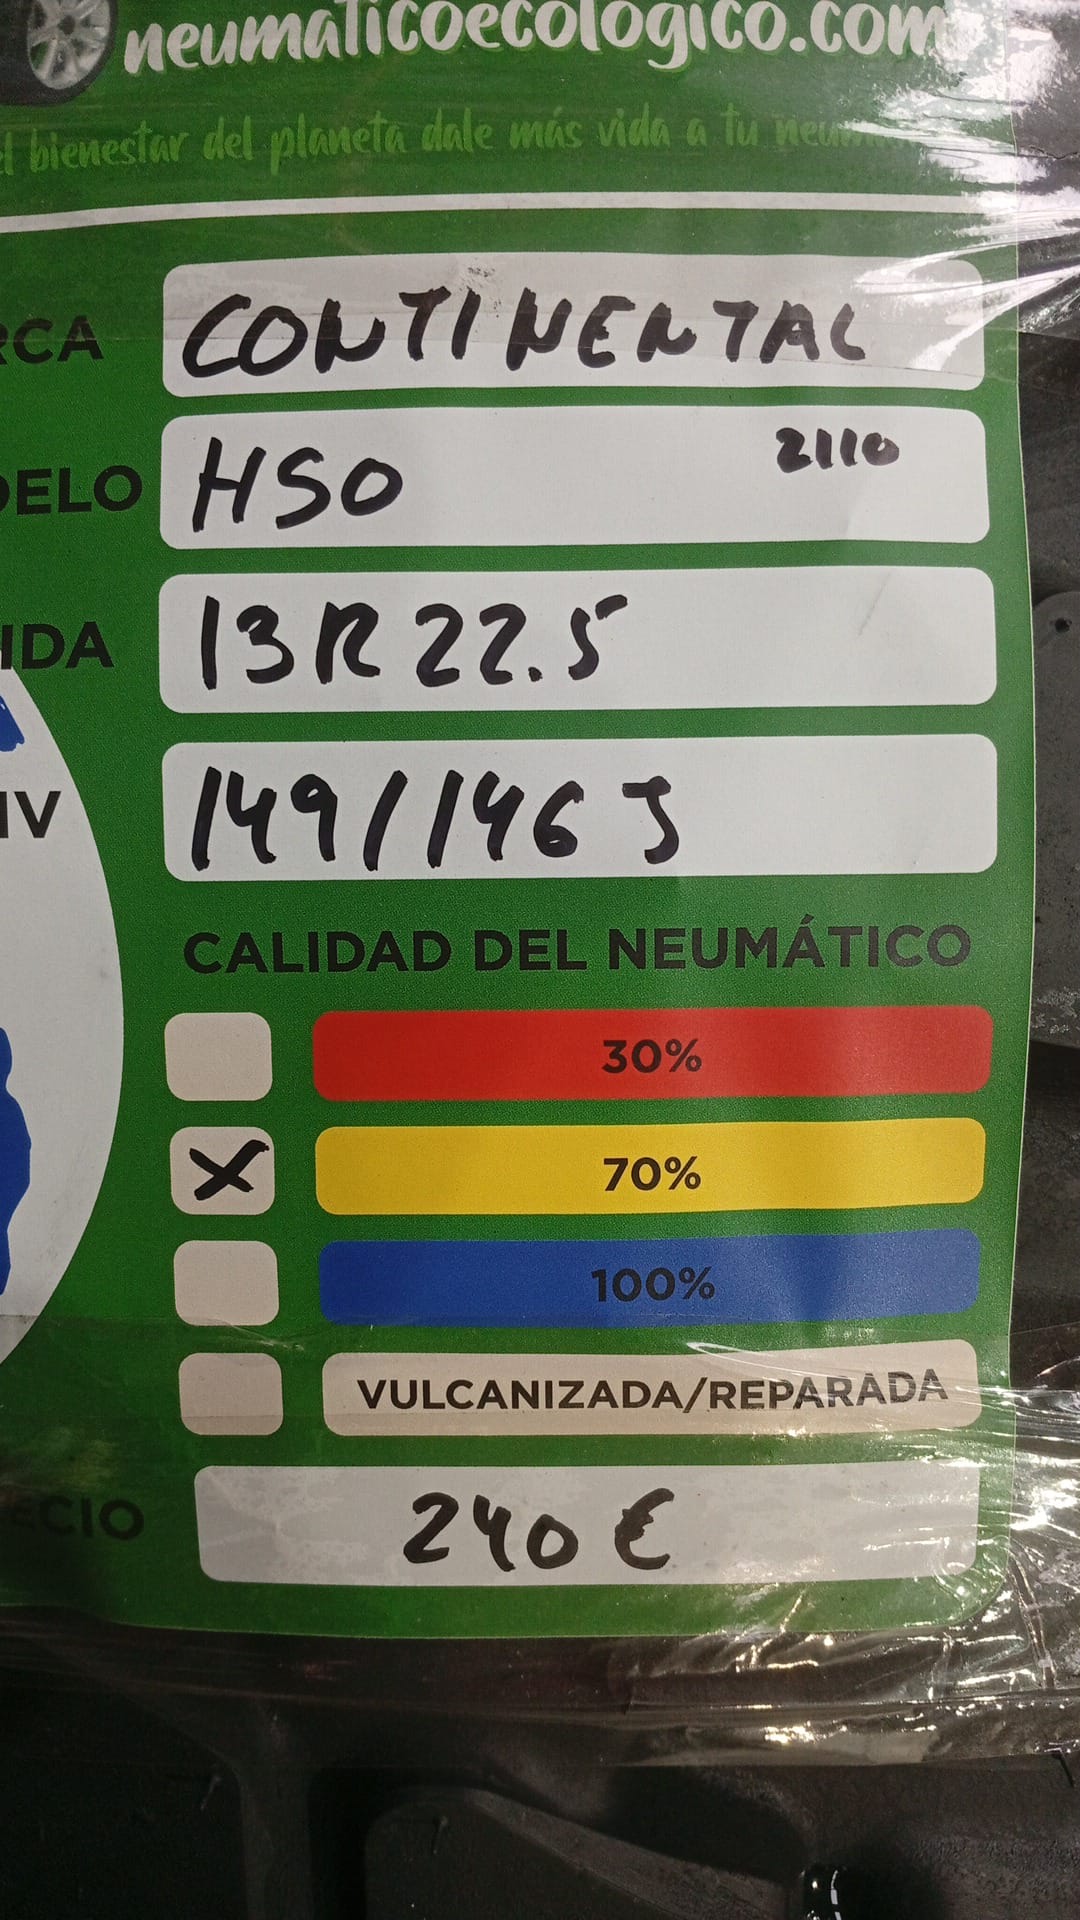 neumaticoecologico.com
el bienestar del planeta dale más vida a tu
RCA CONTINENTAL
DELO HSO 2110
IDA 13R22.5
IV 149/146 J
CALIDAD DEL NEUMÁTICO
30%
X 70%
100%
VULCANIZADA/REPARADA
ECIO 240 €